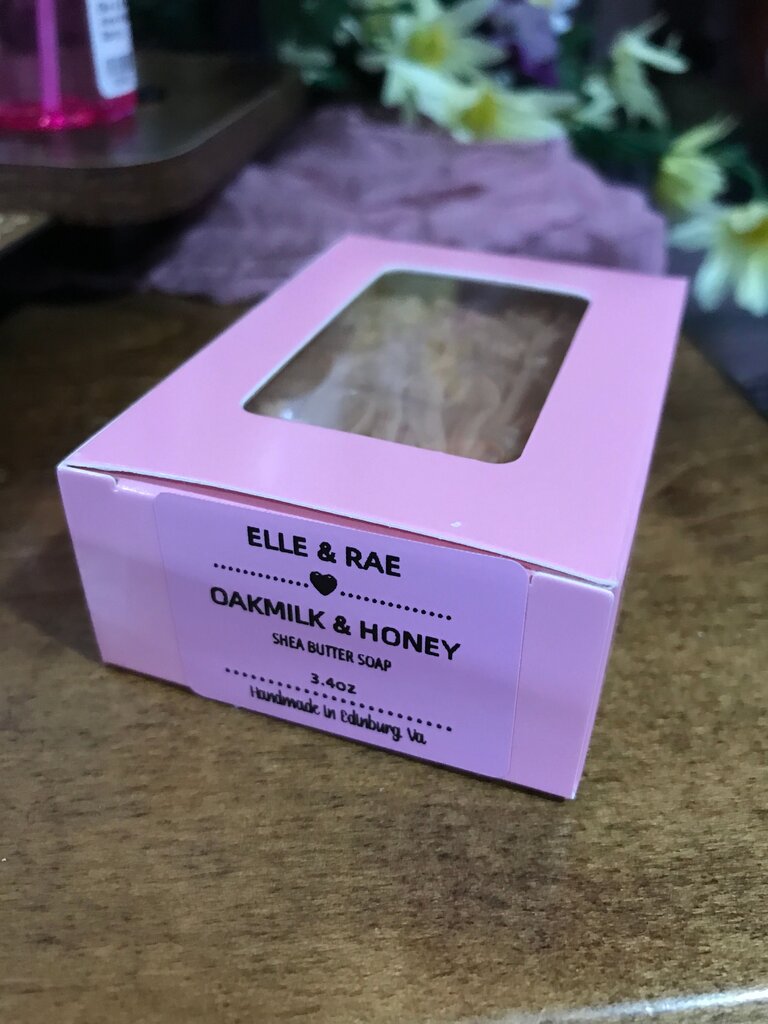 ELLE & RAE
OAKMILK & HONEY
SHEA BUTTER SOAP
3.4oz
Handmade in Edinburg, Va